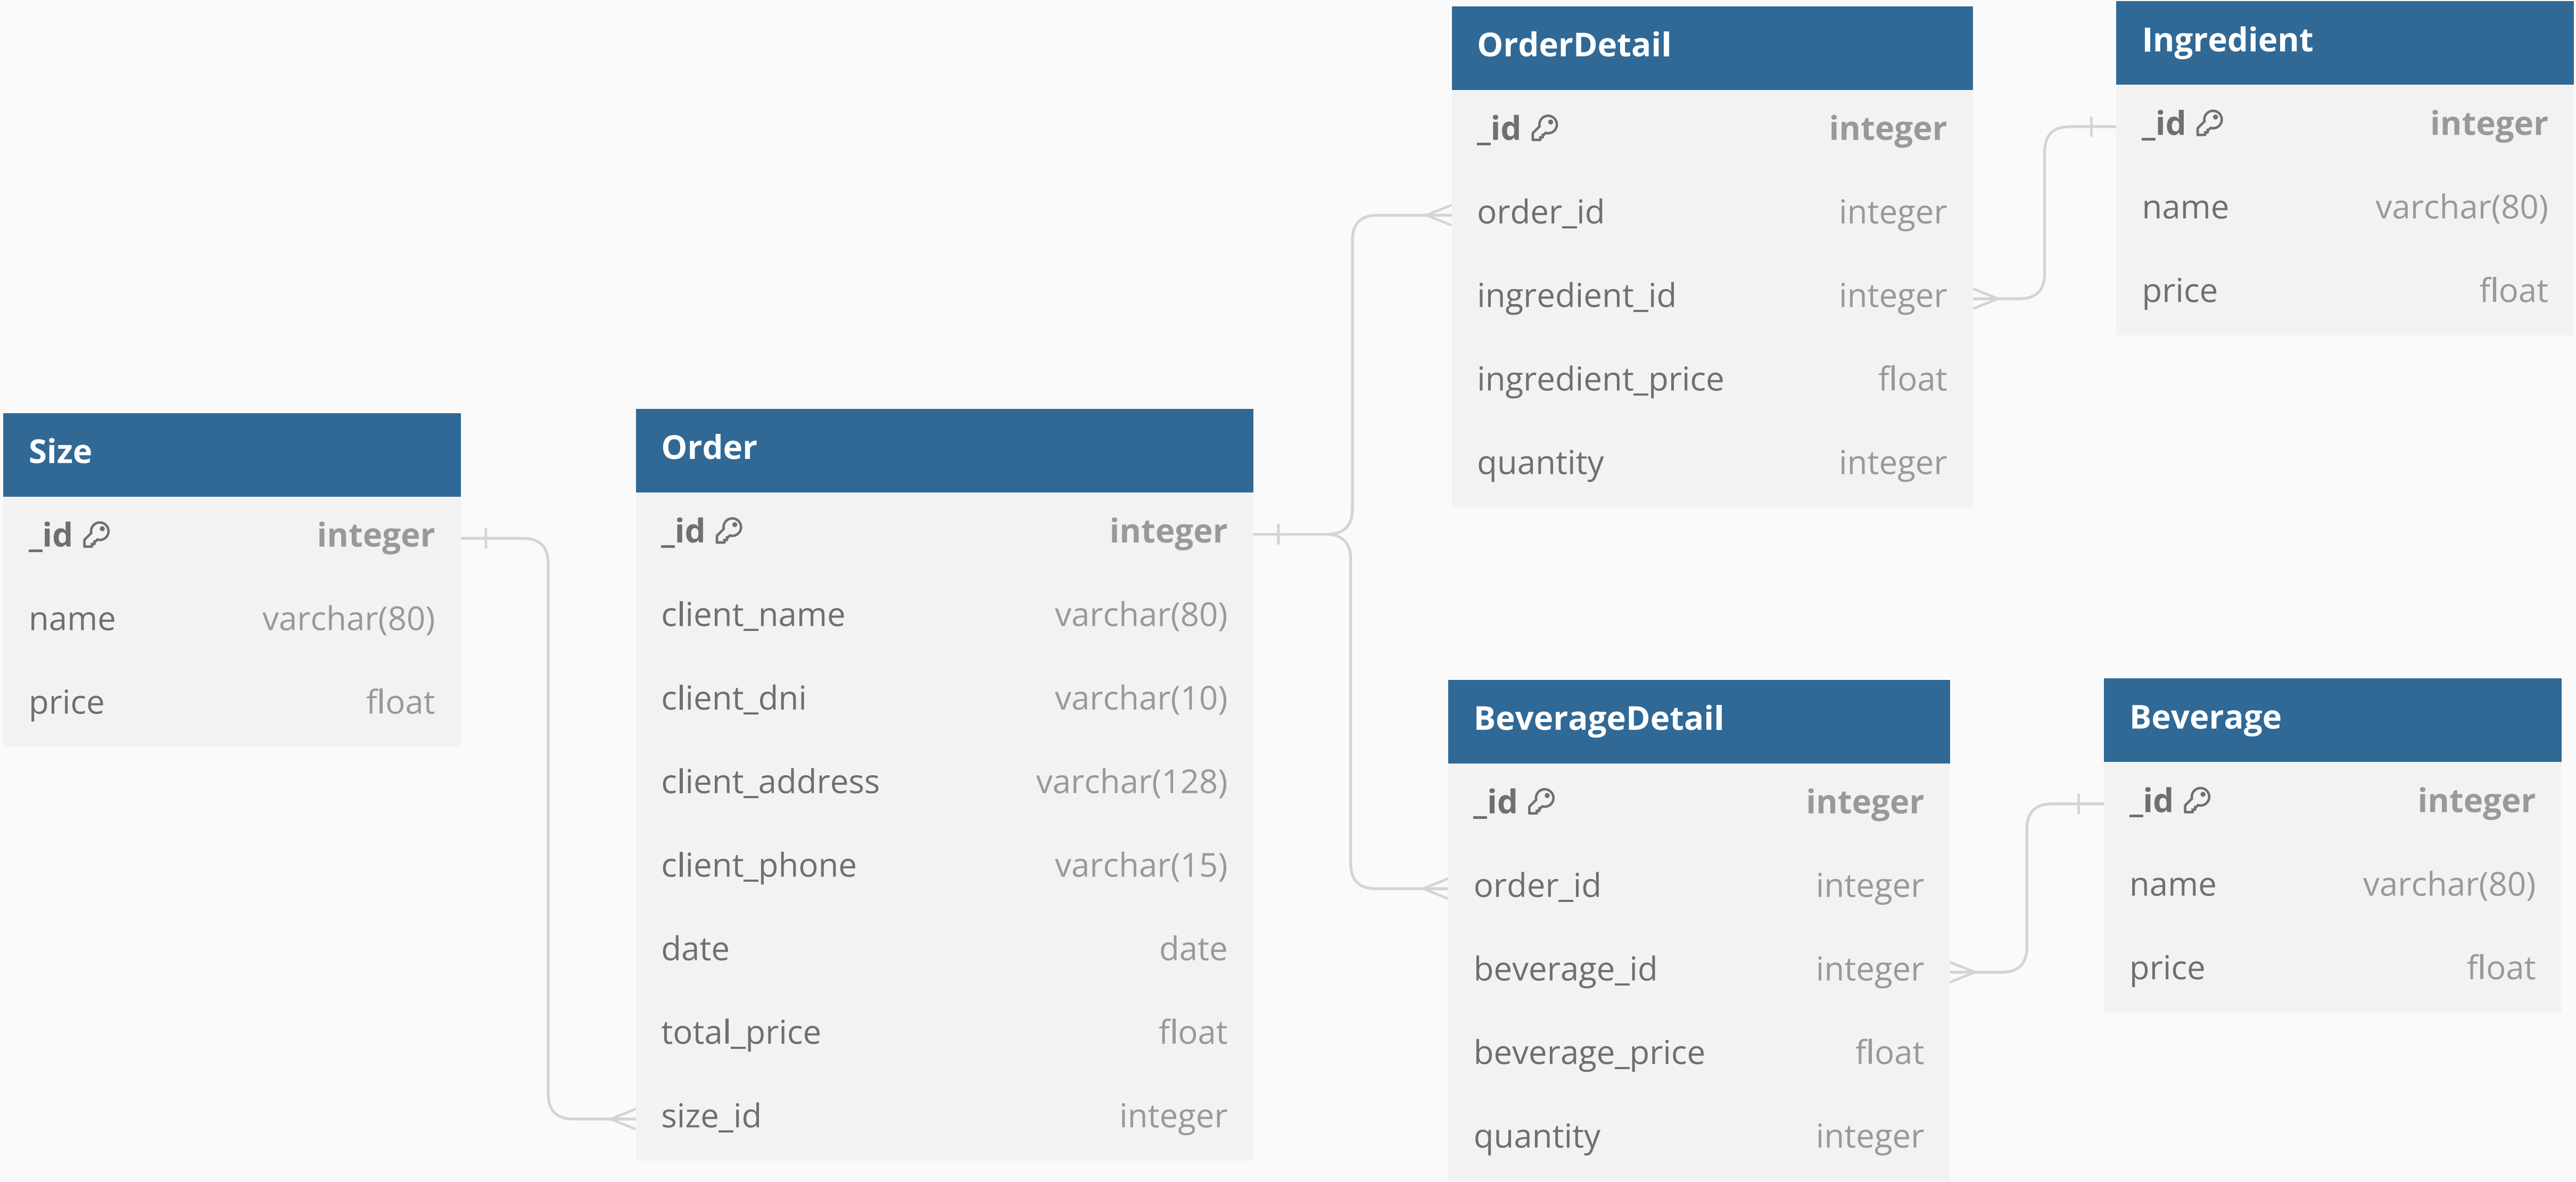 Size
_id integer
name varchar(80)
price float
Order
_id integer
client_name varchar(80)
client_dni varchar(10)
client_address varchar(128)
client_phone varchar(15)
date date
total_price float
size_id integer
OrderDetail
_id integer
order_id integer
ingredient_id integer
ingredient_price float
quantity integer
Ingredient
_id integer
name varchar(80)
price float
BeverageDetail
_id integer
order_id integer
beverage_id integer
beverage_price float
quantity integer
Beverage
_id integer
name varchar(80)
price float